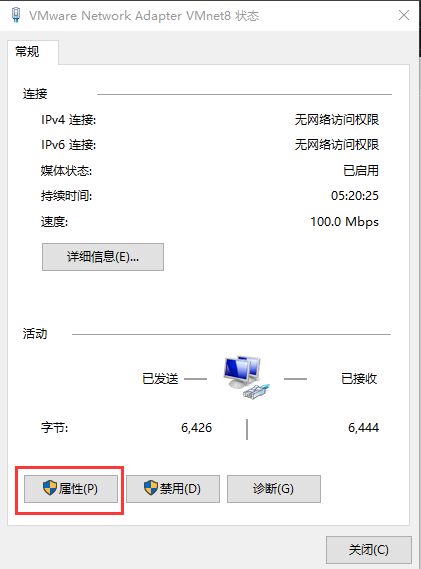 VMware Network Adapter VMnet8 状态
常规
连接
IPv4 连接: 无网络访问权限
IPv6 连接: 无网络访问权限
媒体状态: 已启用
持续时间: 05:20:25
速度: 100.0 Mbps
详细信息(E)...
活动
已发送 已接收
字节: 6,426 6,444
属性(P) 禁用(D) 诊断(G)
关闭(C)